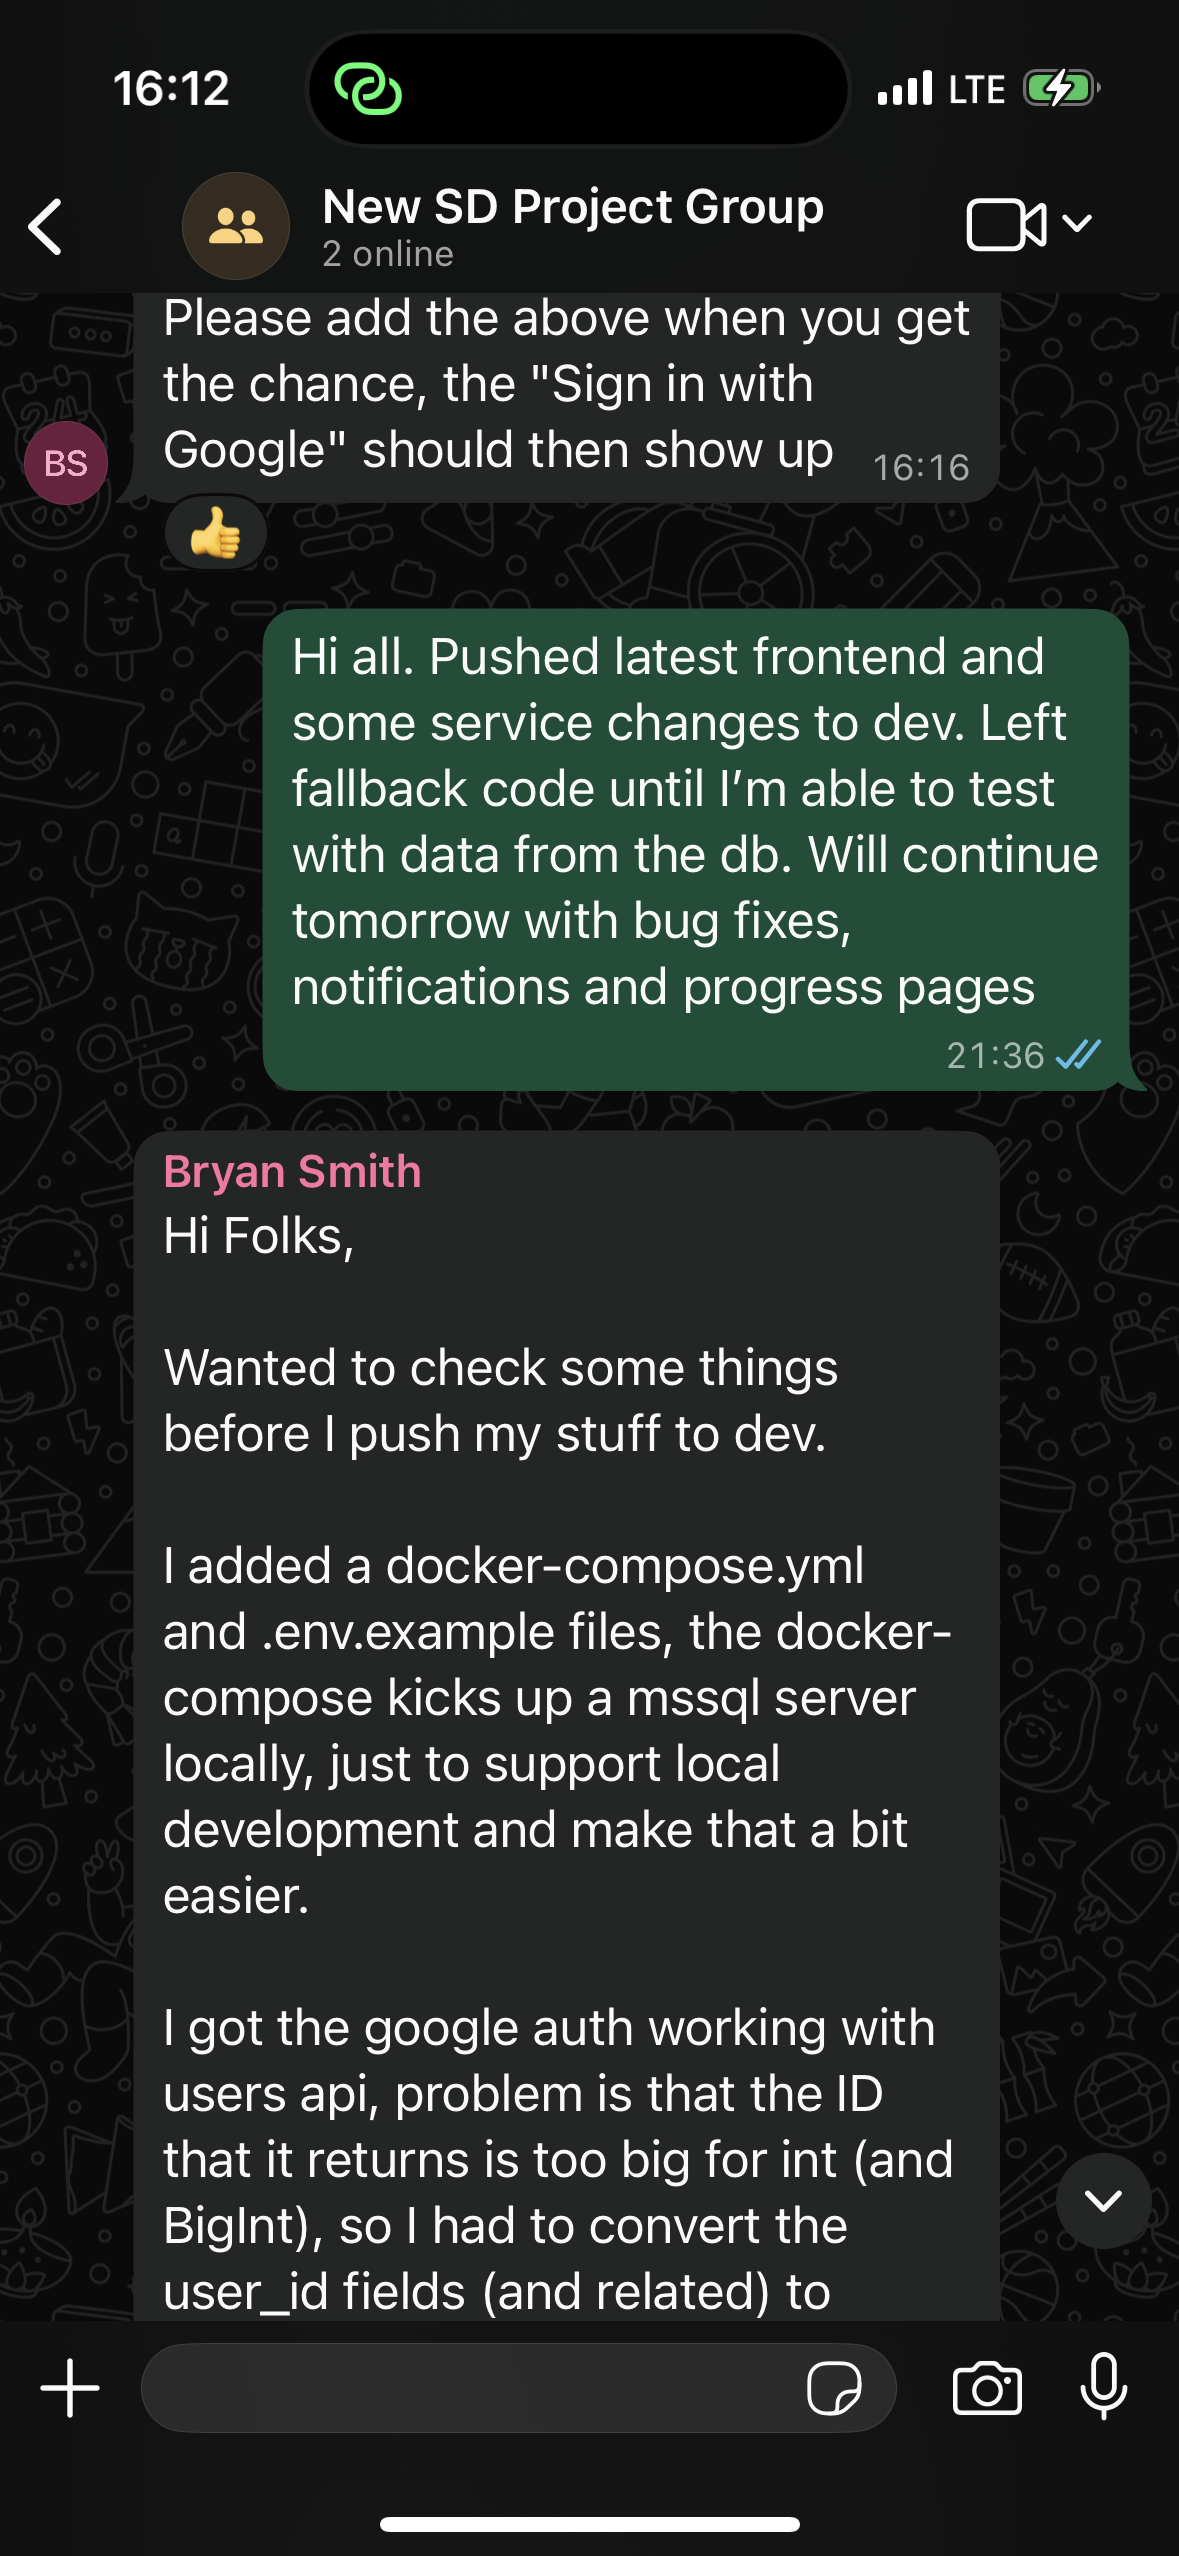 16:12
LTE
New SD Project Group
2 online
Please add the above when you get
the chance, the "Sign in with
Google" should then show up
16:16
BS
Hi all. Pushed latest frontend and
some service changes to dev. Left
fallback code until I’m able to test
with data from the db. Will continue
tomorrow with bug fixes,
notifications and progress pages
21:36
Bryan Smith
Hi Folks,
Wanted to check some things
before I push my stuff to dev.
I added a docker-compose.yml
and .env.example files, the docker-
compose kicks up a mssql server
locally, just to support local
development and make that a bit
easier.
I got the google auth working with
users api, problem is that the ID
that it returns is too big for int (and
BigInt), so I had to convert the
user_id fields (and related) to